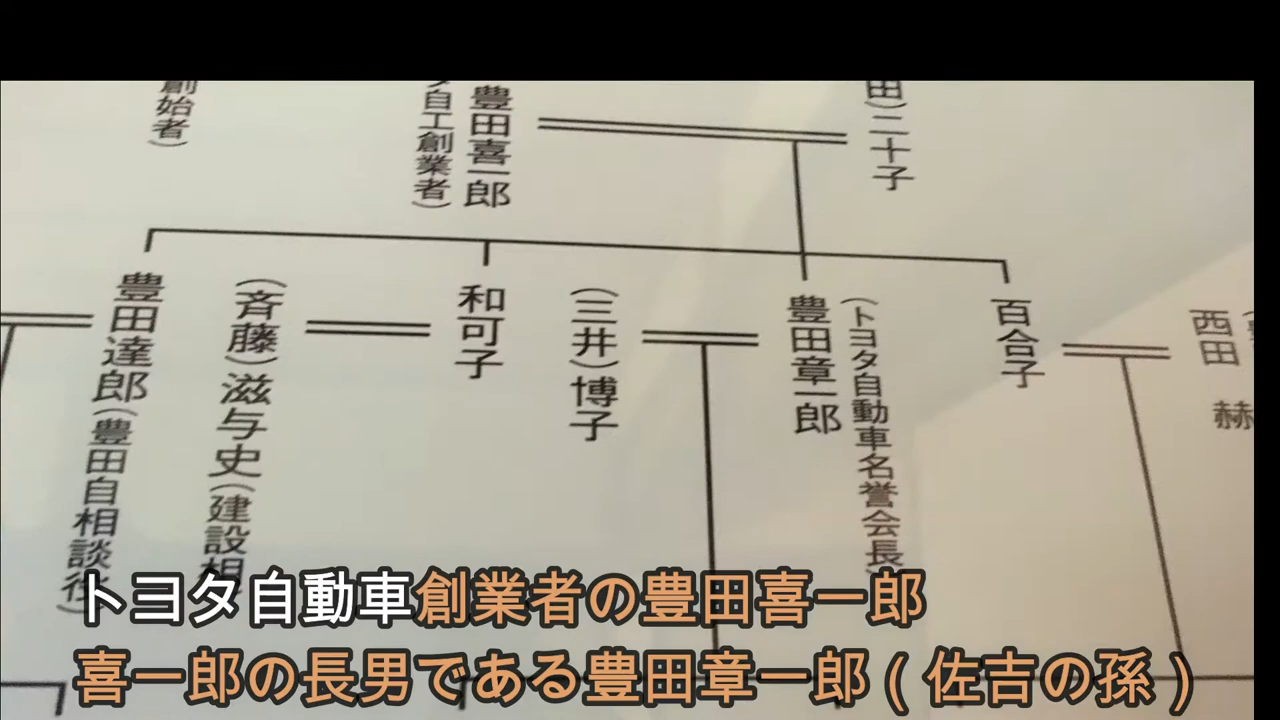 田)二十子
豊田喜一郎
自工創業者)
創始者)
西田
赫
百合子
(トヨタ自動車名誉会長
豊田章一郎
(三井)博子
和可子
(斉藤)滋与史(建設相
豊田達郎(豊田自相談役)
トヨタ自動車創業者の豊田喜一郎
喜一郎の長男である豊田章一郎(佐吉の孫)